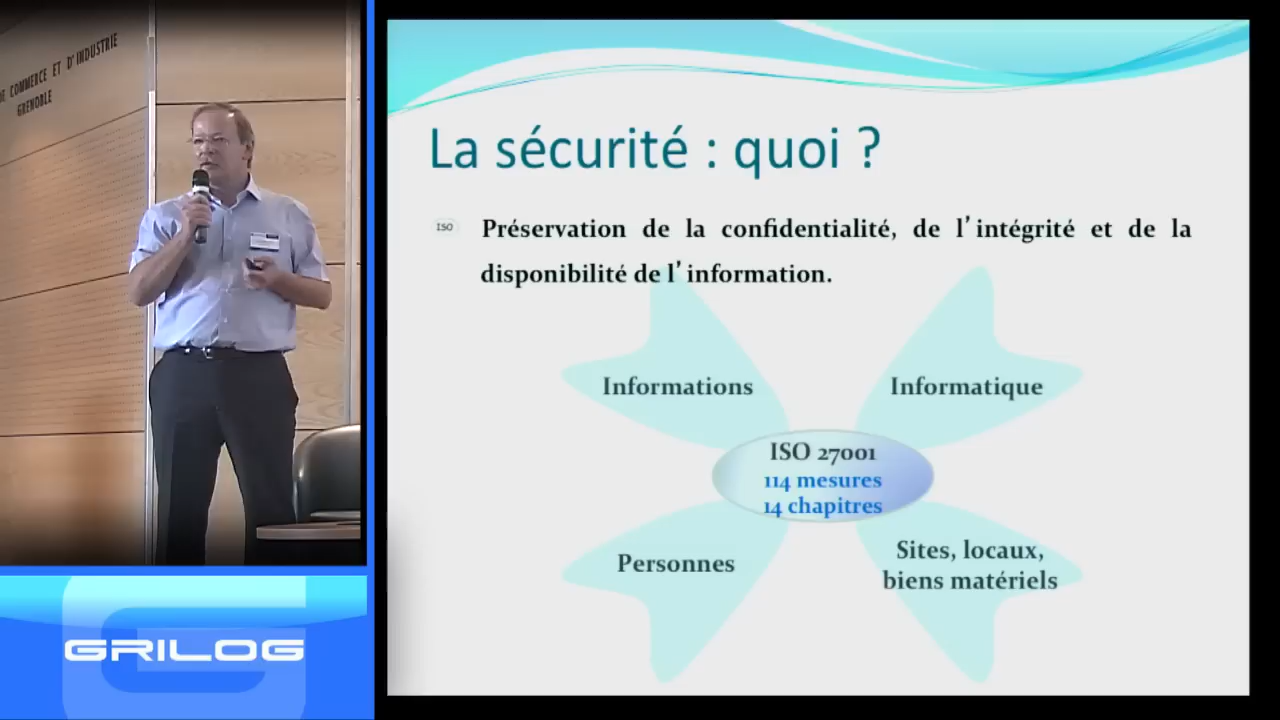 DE COMMERCE ET D'INDUSTRIE
GRENOBLE
GRILOG
La sécurité : quoi ?
ISO
Préservation de la confidentialité, de l'intégrité et de la
disponibilité de l'information.
Informations
Informatique
ISO 27001
114 mesures
14 chapitres
Personnes
Sites, locaux,
biens matériels